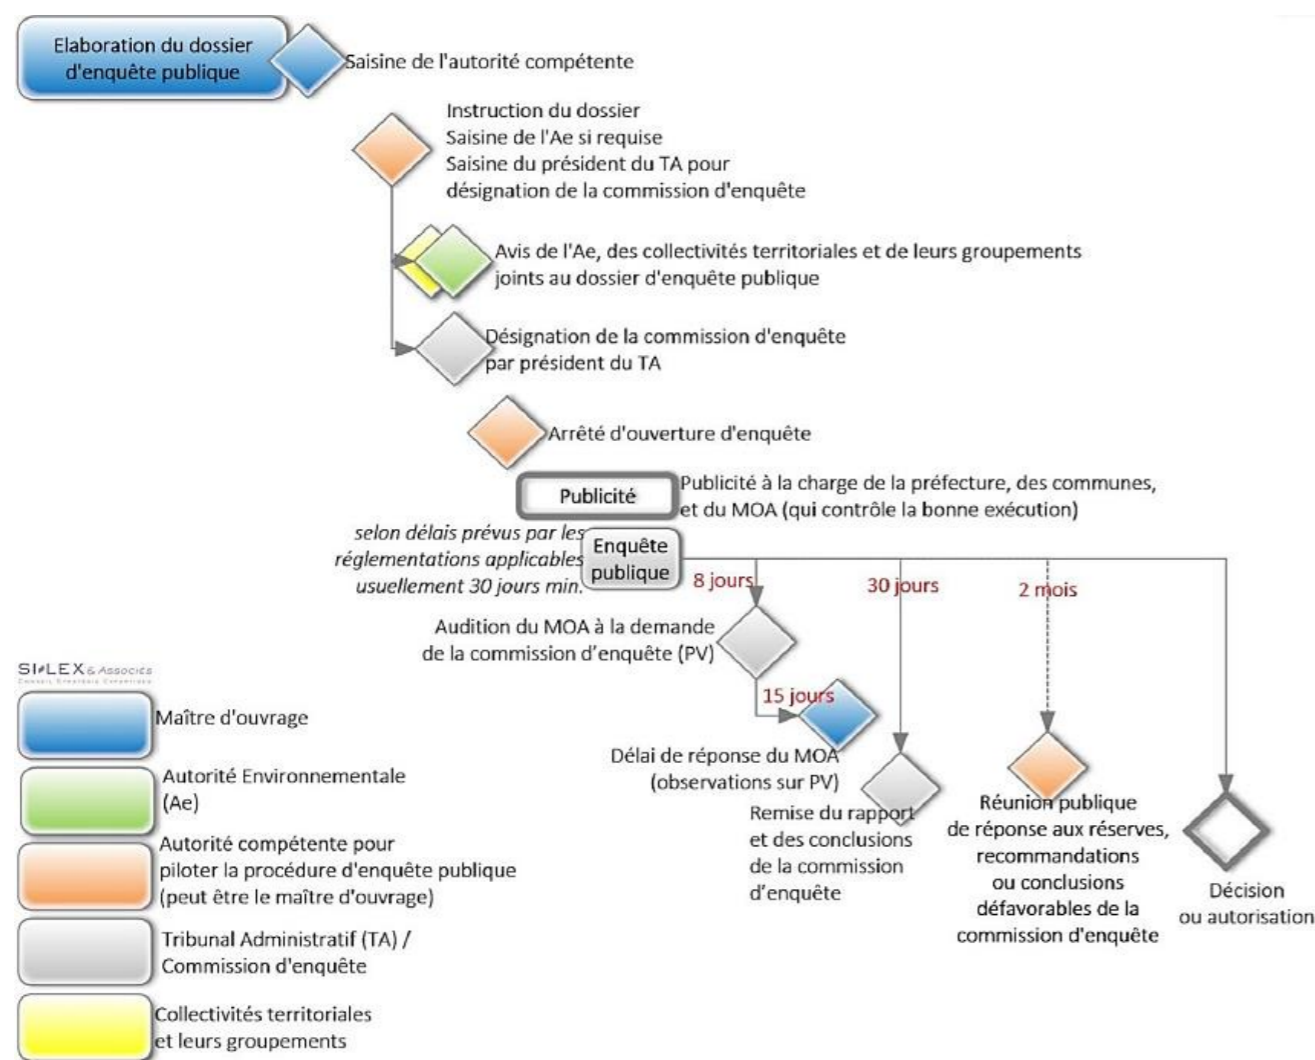 Elaboration du dossier
d'enquête publique
Saisine de l'autorité compétente
Instruction du dossier
Saisine de l'Ae si requise
Saisine du président du TA pour
désignation de la commission d'enquête
Avis de l'Ae, des collectivités territoriales et de leurs groupements
joints au dossier d'enquête publique
Désignation de la commission d'enquête
par président du TA
Arrêté d'ouverture d'enquête
Publicité
Publicité à la charge de la préfecture, des communes,
et du MOA (qui contrôle la bonne exécution)
selon délais prévus par les
réglementations applicables
usuellement 30 jours min.
Enquête
publique
8 jours
30 jours
2 mois
Audition du MOA à la demande
de la commission d'enquête (PV)
15 jours
Délai de réponse du MOA
(observations sur PV)
Remise du rapport
et des conclusions
de la commission
d'enquête
Réunion publique
de réponse aux réserves,
recommandations
ou conclusions
défavorables de la
commission d'enquête
Décision
ou autorisation
SI LEX & Associés
Conseil Stratégie Expertises
Maître d'ouvrage
Autorité Environnementale
(Ae)
Autorité compétente pour
piloter la procédure d'enquête publique
(peut être le maître d'ouvrage)
Tribunal Administratif (TA) /
Commission d'enquête
Collectivités territoriales
et leurs groupements